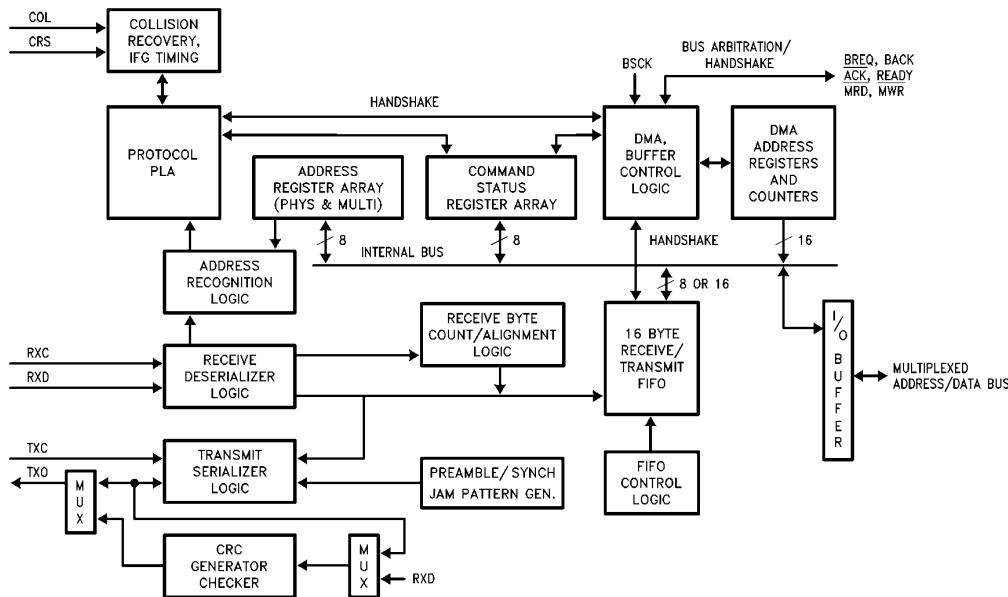 COL
CRS
COLLISION
RECOVERY,
IFG TIMING
BUS ARBITRATION/
HANDSHAKE
BSCK
BREQ, BACK
ACK, READY
MRD, MWR
HANDSHAKE
PROTOCOL
PLA
ADDRESS
REGISTER ARRAY
(PHYS & MULTI)
COMMAND
STATUS
REGISTER ARRAY
DMA,
BUFFER
CONTROL
LOGIC
DMA
ADDRESS
REGISTERS
AND
COUNTERS
8
8
HANDSHAKE
16
INTERNAL BUS
ADDRESS
RECOGNITION
LOGIC
8 OR 16
RECEIVE BYTE
COUNT/ALIGNMENT
LOGIC
16 BYTE
RECEIVE/
TRANSMIT
FIFO
I/O
BUFFER
MULTIPLEXED
ADDRESS/DATA BUS
RXC
RXD
RECEIVE
DESERIALIZER
LOGIC
TXC
TXO
TRANSMIT
SERIALIZER
LOGIC
PREAMBLE/SYNCH
JAM PATTERN GEN.
FIFO
CONTROL
LOGIC
MUX
CRC
GENERATOR
CHECKER
MUX
RXD